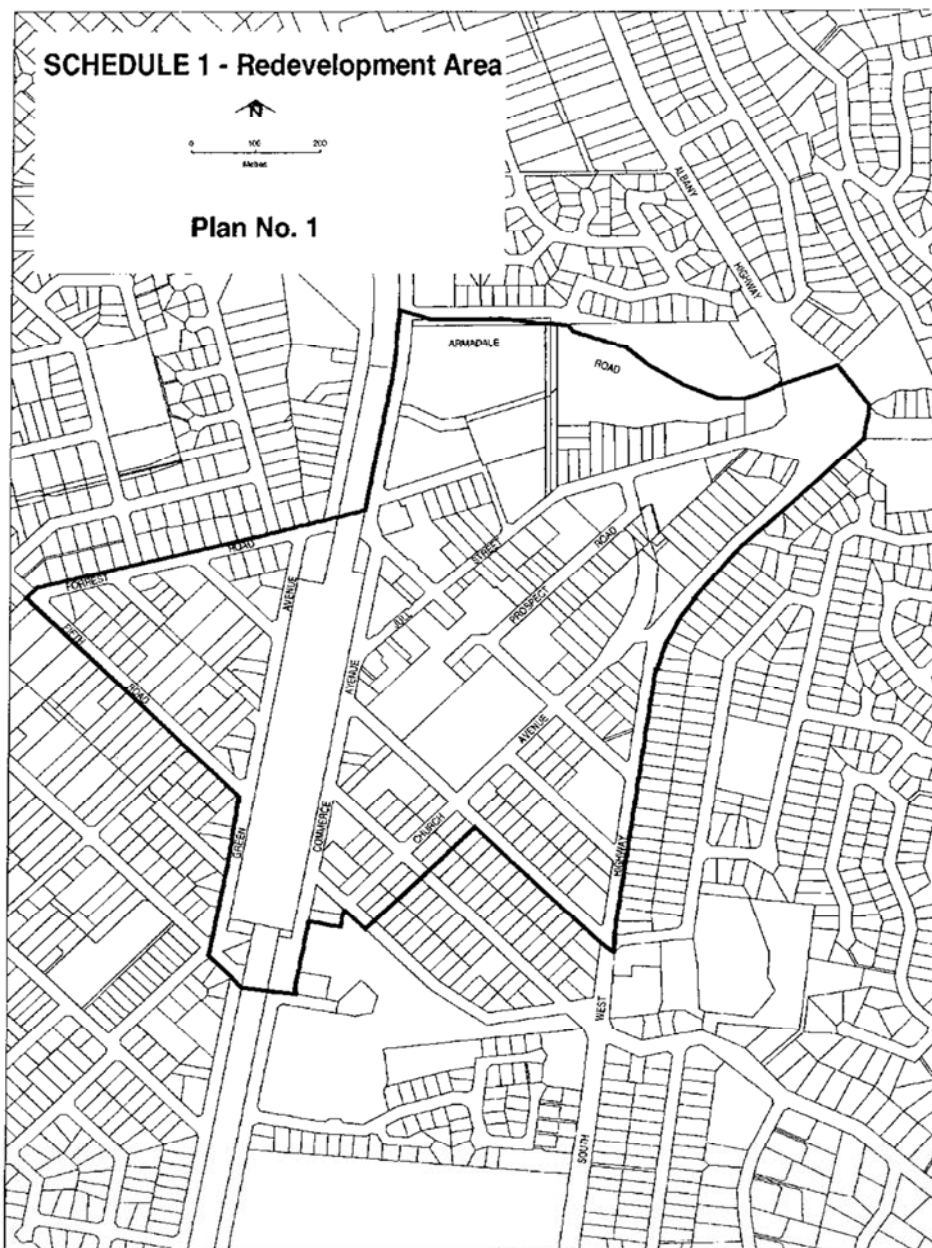 SCHEDULE 1 - Redevelopment Area
N
0 100 200
Metres
Plan No. 1
ALBANY
HIGHWAY
ARMADALE
ROAD
FORREST
ROAD
FIFTH
ROAD
AVENUE
GREEN
AVENUE
COMMERCE
JULL
STREET
PROSPECT
ROAD
AVENUE
CHURCH
HIGHWAY
WEST
SOUTH